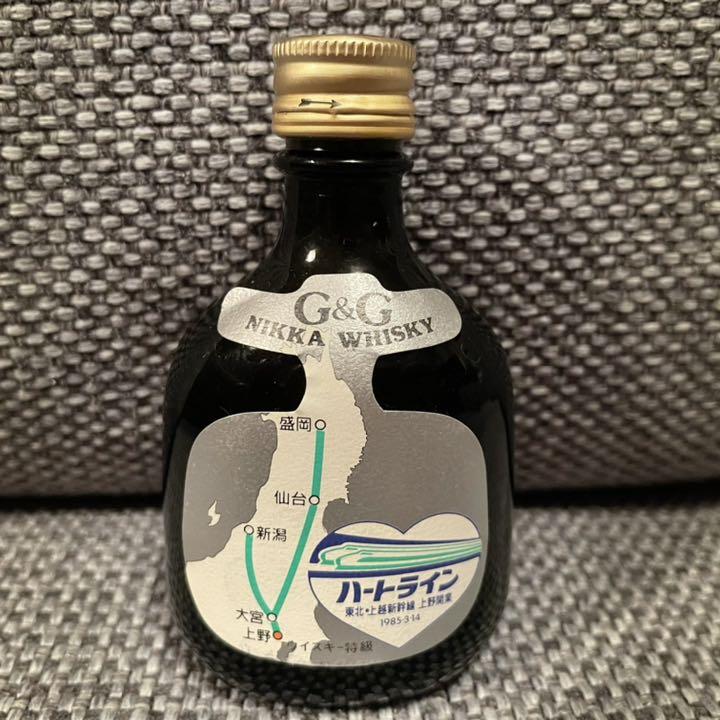 G&G
NIKKA WHISKY
盛岡
仙台
新潟
大宮
上野
ハートライン
東北・上越新幹線 上野開業
1985・3・14
ウイスキー特級